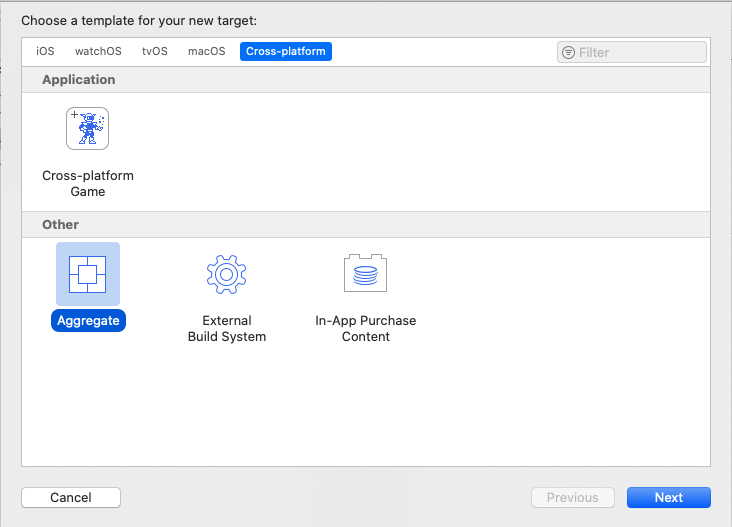 Choose a template for your new target:
iOS watchOS tvOS macOS Cross-platform Filter
Application
Cross-platform
Game
Other
Aggregate External In-App Purchase
Build System Content
Cancel Previous Next